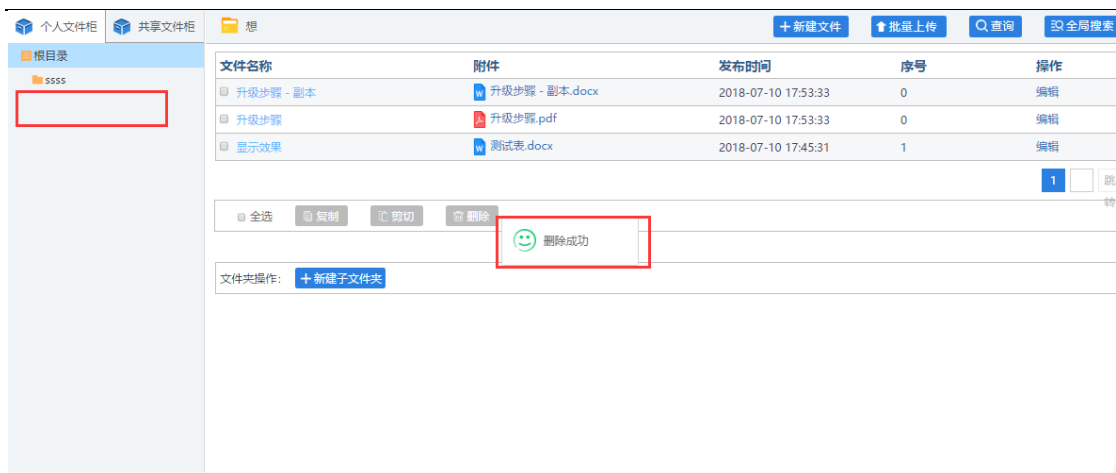 个人文件柜 共享文件柜 想 新建文件 批量上传 查询 全局搜索
根目录
ssss
文件名称 附件 发布时间 序号 操作
升级步骤 - 副本 升级步骤 - 副本.docx 2018-07-10 17:53:33 0 编辑
升级步骤 升级步骤.pdf 2018-07-10 17:53:33 0 编辑
显示效果 测试表.docx 2018-07-10 17:45:31 1 编辑
1 跳
转
全选 复制 剪切 删除
删除成功
文件夹操作: 新建子文件夹